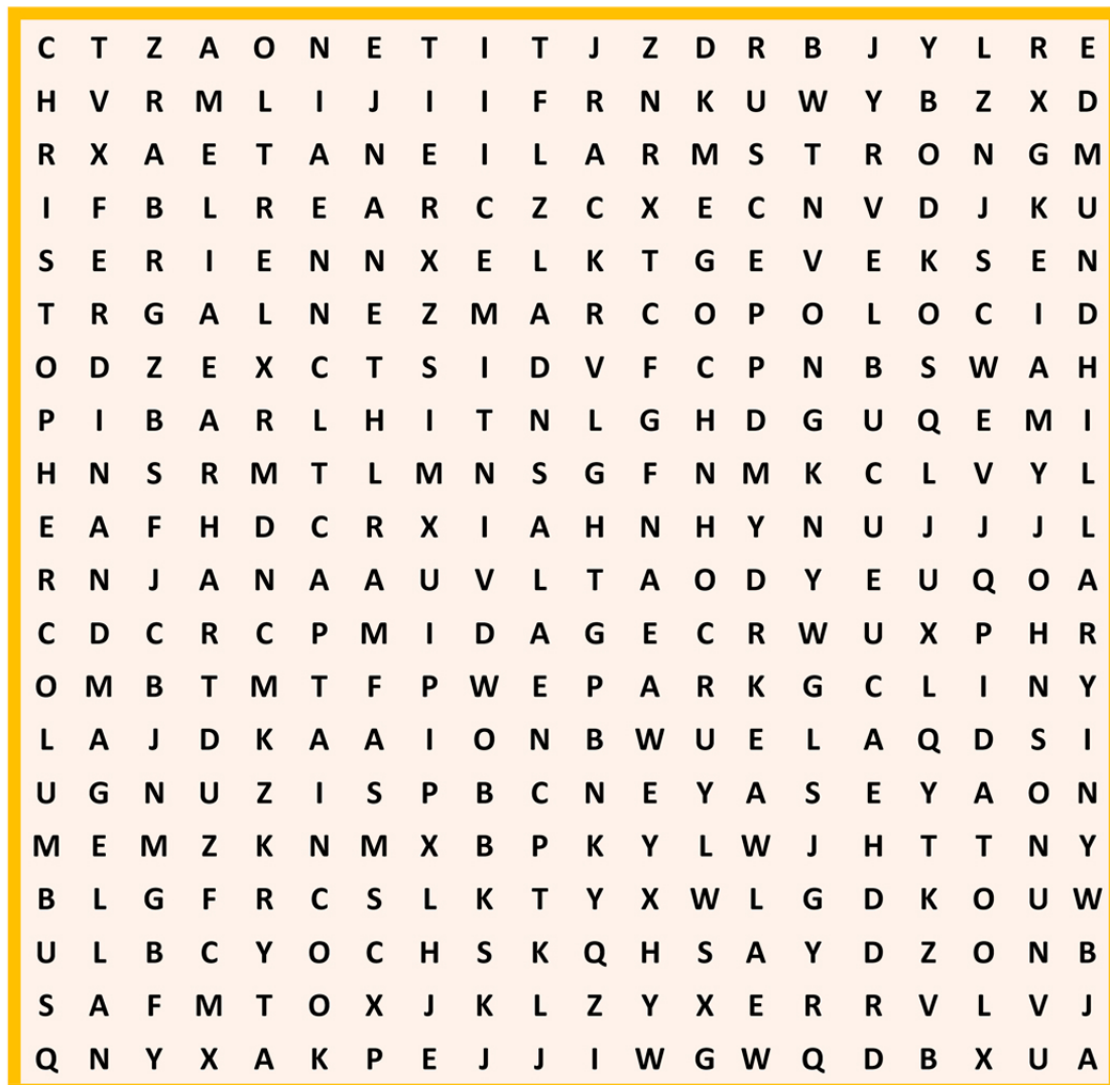 C T Z A O N E T I T J Z D R B J Y L R E
H V R M L I J I I F R N K U W Y B Z X D
R X A E T A N E I L A R M S T R O N G M
I F B L R E A R C Z C X E C N V D J K U
S E R I E N N X E L K T G E V E K S E N
T R G A L N E Z M A R C O P O L O C I D
O D Z E X C T S I D V F C P N B S W A H
P I B A R L H I T N L G H D G U Q E M I
H N S R M T L M N S G F N M K C L V Y L
E A F H D C R X I A H N H Y N U J J J L
R N J A N A A U V L T A O D Y E U Q O A
C D C R C P M I D A G E C R W U X P H R
O M B T M T F P W E P A R K G C L I N Y
L A J D K A A I O N B W U E L A Q D S I
U G N U Z I S P B C N E Y A S E Y A O N
M E M Z K N M X B P K Y L W J H T T N Y
B L G F R C S L K T Y X W L G D K O U W
U L B C Y O C H S K Q H S A Y D Z O N B
S A F M T O X J K L Z Y X E R R V L V J
Q N Y X A K P E J J I W G W Q D B X U A